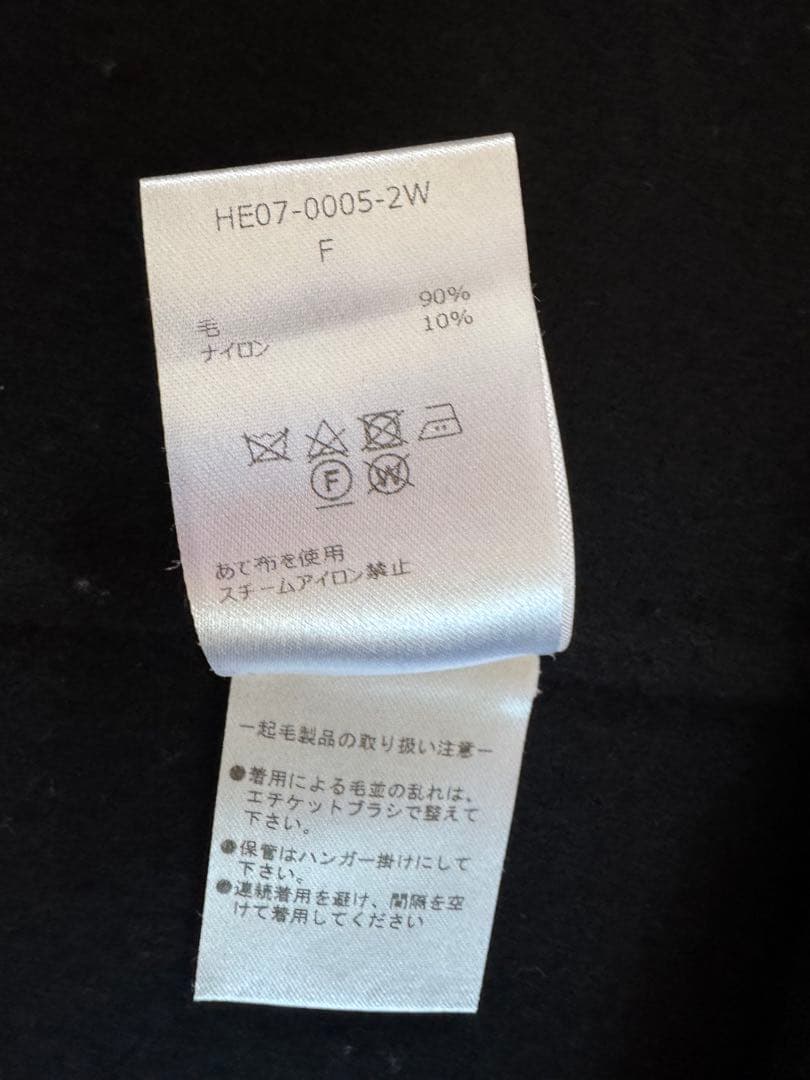 HE07-0005-2W
F
毛 90%
ナイロン 10%
F W
あて布を使用
スチームアイロン禁止
ー起毛製品の取り扱い注意ー
●着用による毛並の乱れは、
エチケットブラシで整えて
下さい。
●保管はハンガー掛けにして
下さい。
●連続着用を避け、間隔を空
けて着用してください